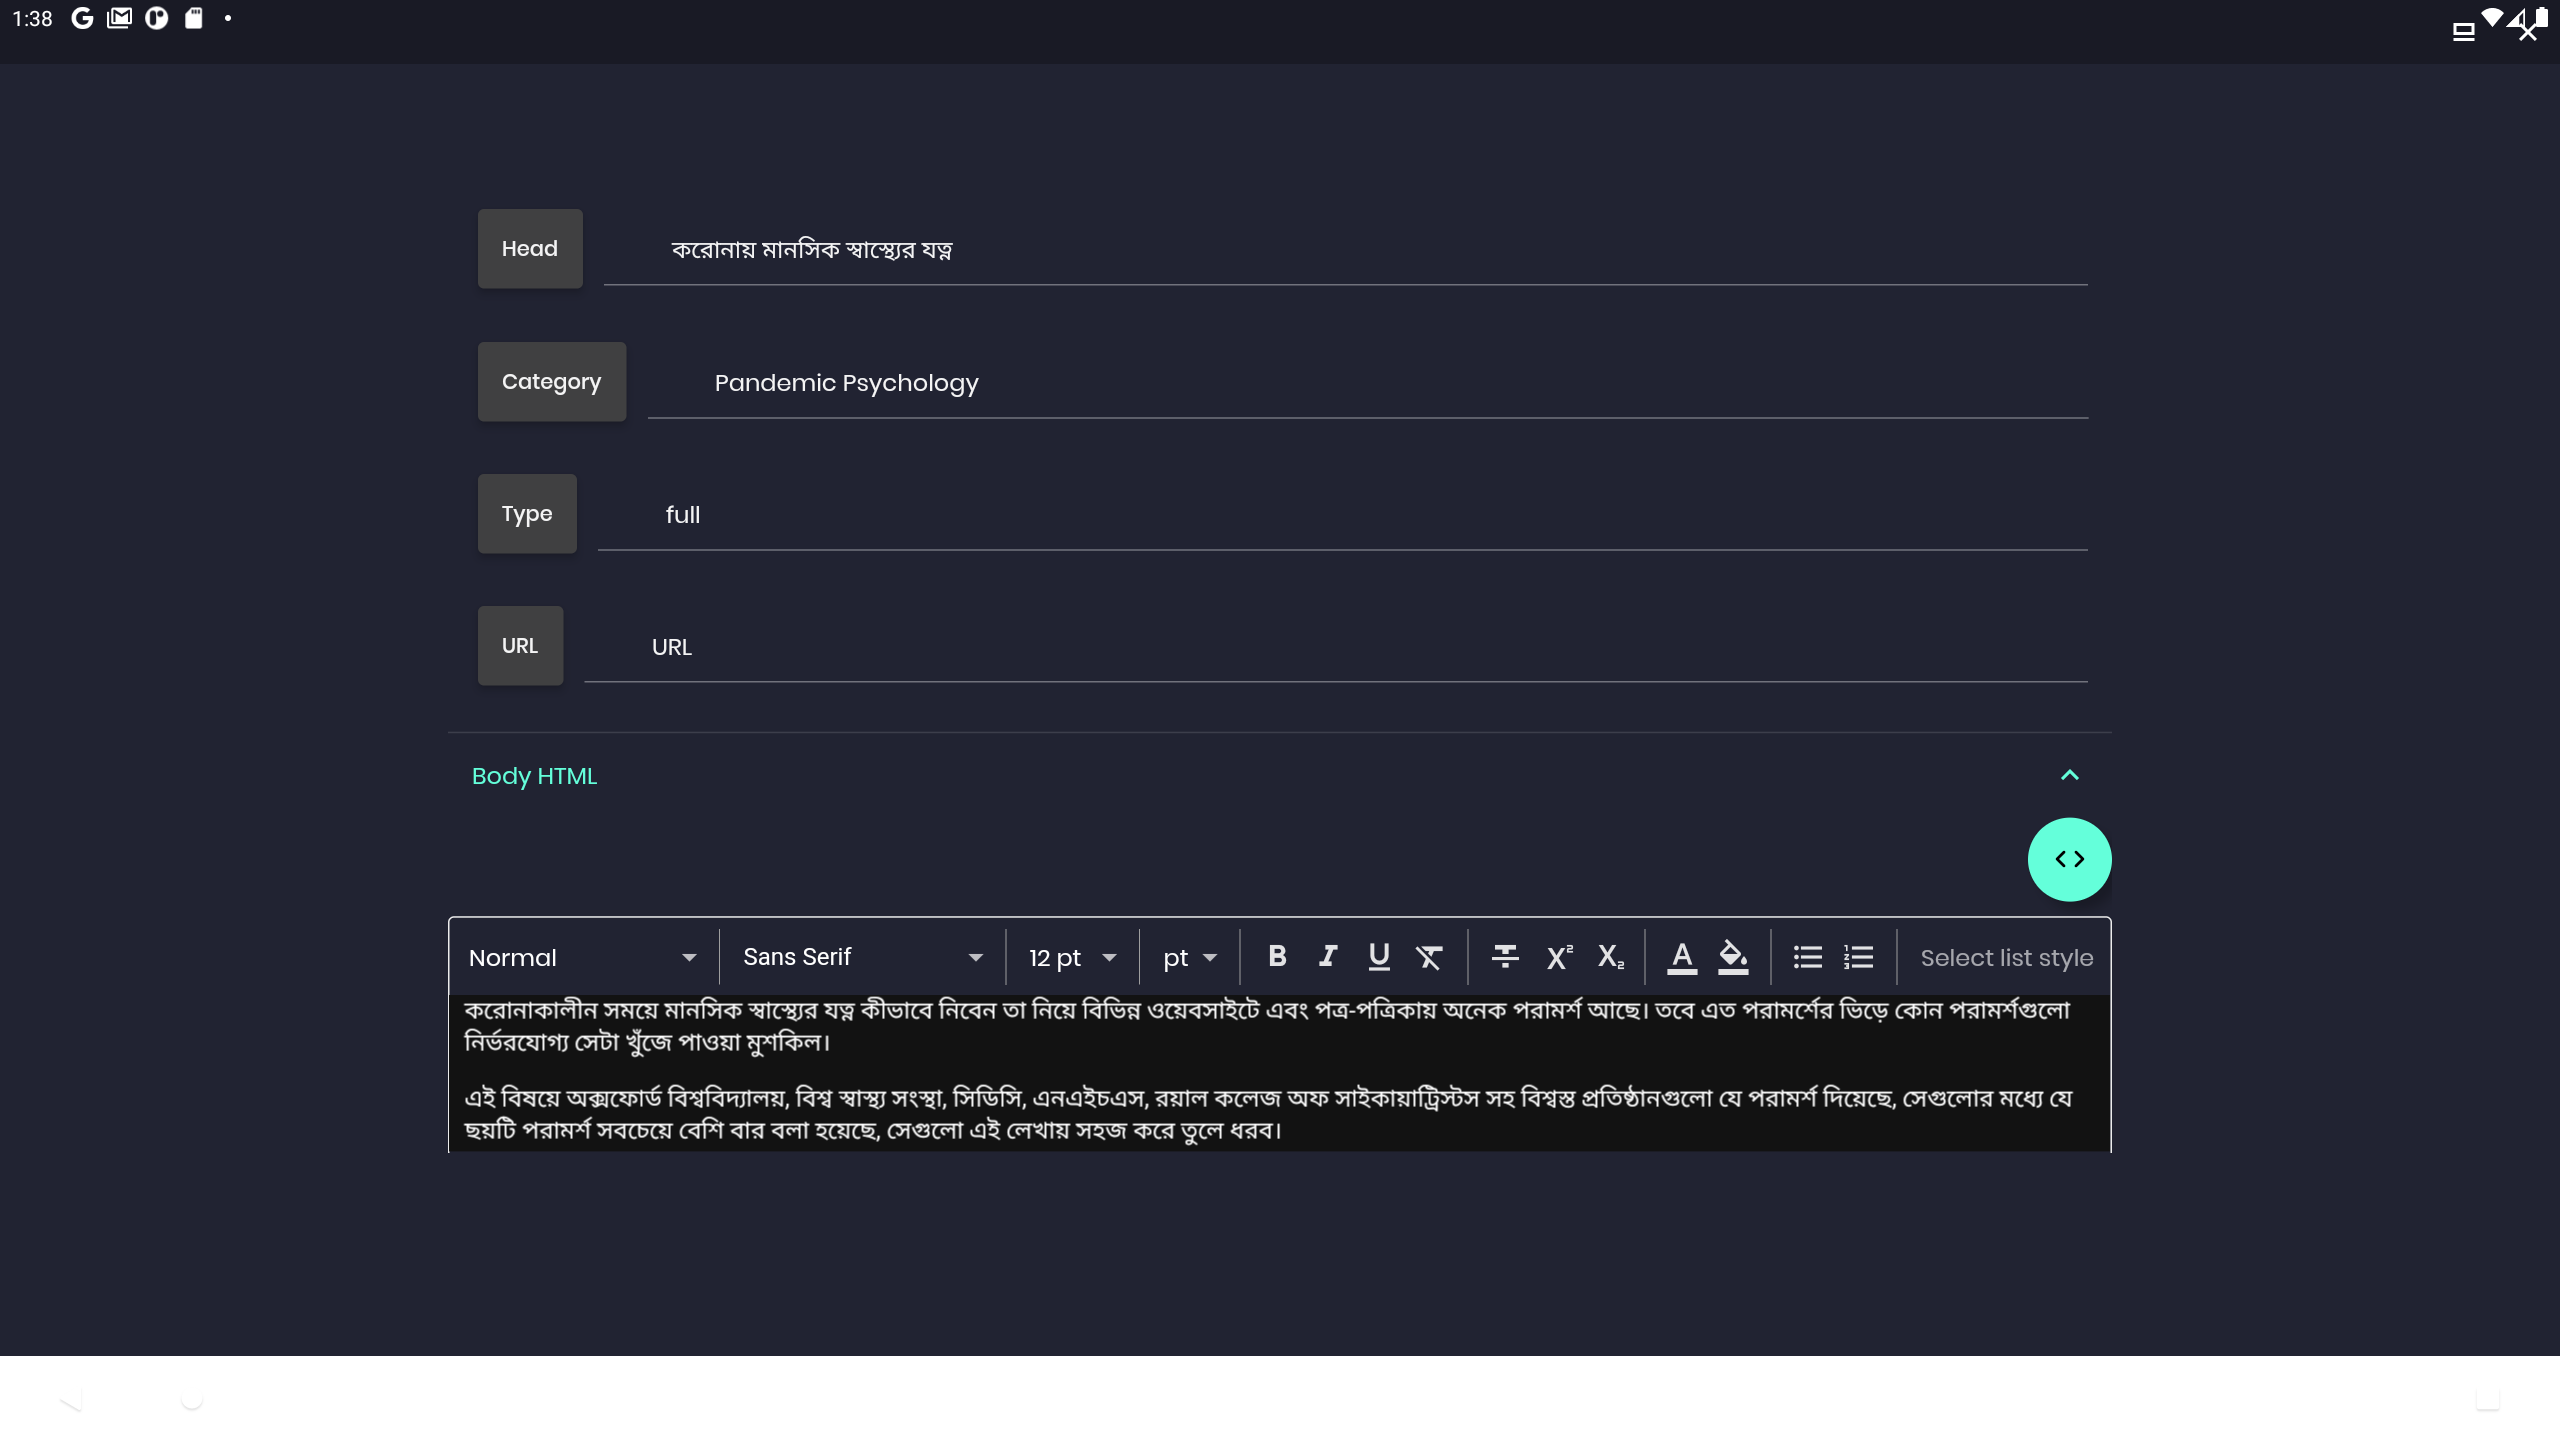 1:38
Head
করোনায় মানসিক স্বাস্থ্যের যত্ন
Category
Pandemic Psychology
Type
full
URL
URL
Body HTML
Normal
Sans Serif
12 pt
pt
Select list style
করোনাকালীন সময়ে মানসিক স্বাস্থ্যের যত্ন কীভাবে নিবেন তা নিয়ে বিভিন্ন ওয়েবসাইটে এবং পত্র-পত্রিকায় অনেক পরামর্শ আছে। তবে এত পরামর্শের ভিড়ে কোন পরামর্শগুলো
নির্ভরযোগ্য সেটা খুঁজে পাওয়া মুশকিল।
এই বিষয়ে অক্সফোর্ড বিশ্ববিদ্যালয়, বিশ্ব স্বাস্থ্য সংস্থা, সিডিসি, এনএইচএস, রয়াল কলেজ অফ সাইকায়াট্রিস্টস সহ বিশ্বস্ত প্রতিষ্ঠানগুলো যে পরামর্শ দিয়েছে, সেগুলোর মধ্যে যে
ছয়টি পরামর্শ সবচেয়ে বেশি বার বলা হয়েছে, সেগুলো এই লেখায় সহজ করে তুলে ধরব।